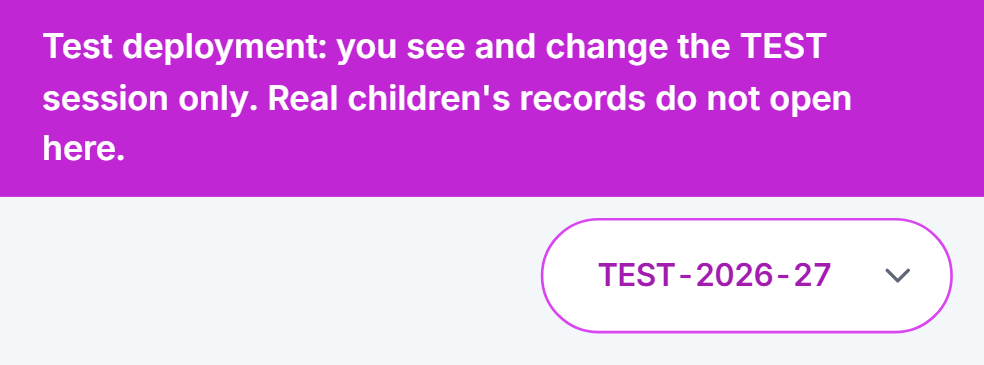 Test deployment: you see and change the TEST
session only. Real children's records do not open
here.
TEST-2026-27